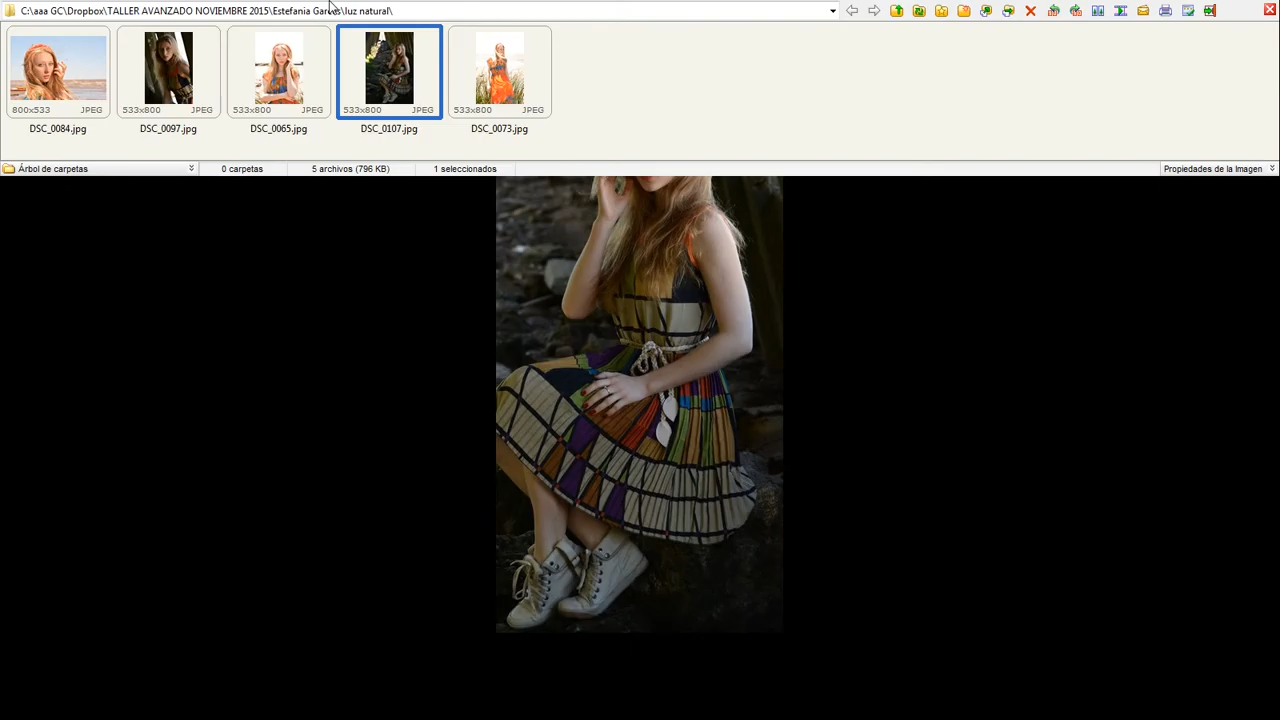 C:\aaa GC\Dropbox\TALLER AVANZADO NOVIEMBRE 2015\Estefania \luz natural\
800x533 JPEG
533x800 JPEG
533x800 JPEG
533x800 JPEG
533x800 JPEG
DSC_0084.jpg
DSC_0097.jpg
DSC_0065.jpg
DSC_0107.jpg
DSC_0073.jpg
Árbol de carpetas
0 carpetas
5 archivos (796 KB)
1 seleccionados
Propiedades de la Imagen